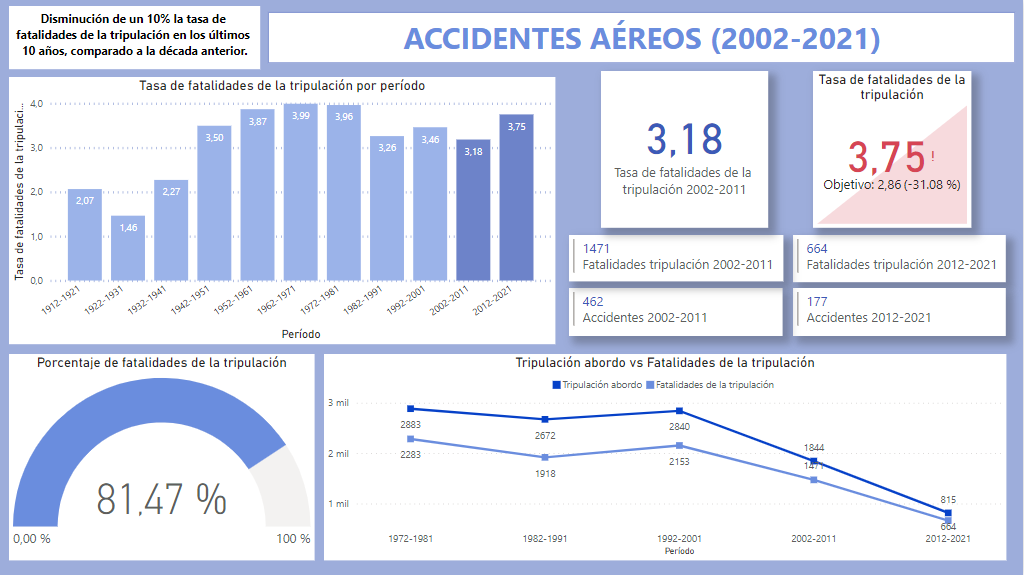 Disminución de un 10% la tasa de
fatalidades de la tripulación en los últimos
10 años, comparado a la década anterior.
ACCIDENTES AÉREOS (2002-2021)
Tasa de fatalidades de la tripulación por período
Tasa de fatalidades de la tripulaci...
4,0
3,0
2,0
1,0
0,0
2,07
1,46
2,27
3,50
3,87
3,99
3,96
3,26
3,46
3,18
3,75
1912-1921
1922-1931
1932-1941
1942-1951
1952-1961
1962-1971
1972-1981
1982-1991
1992-2001
2002-2011
2012-2021
Período
3,18
Tasa de fatalidades de la
tripulación 2002-2011
Tasa de fatalidades de la
tripulación
3,75!
Objetivo: 2,86 (-31.08 %)
1471
Fatalidades tripulación 2002-2011
664
Fatalidades tripulación 2012-2021
462
Accidentes 2002-2011
177
Accidentes 2012-2021
Porcentaje de fatalidades de la tripulación
81,47 %
0,00 %
100 %
Tripulación abordo vs Fatalidades de la tripulación
Tripulación abordo
Fatalidades de la tripulación
3 mil
2 mil
1 mil
2883
2672
2840
1844
815
2283
1918
2153
1471
664
1972-1981
1982-1991
1992-2001
2002-2011
2012-2021
Período